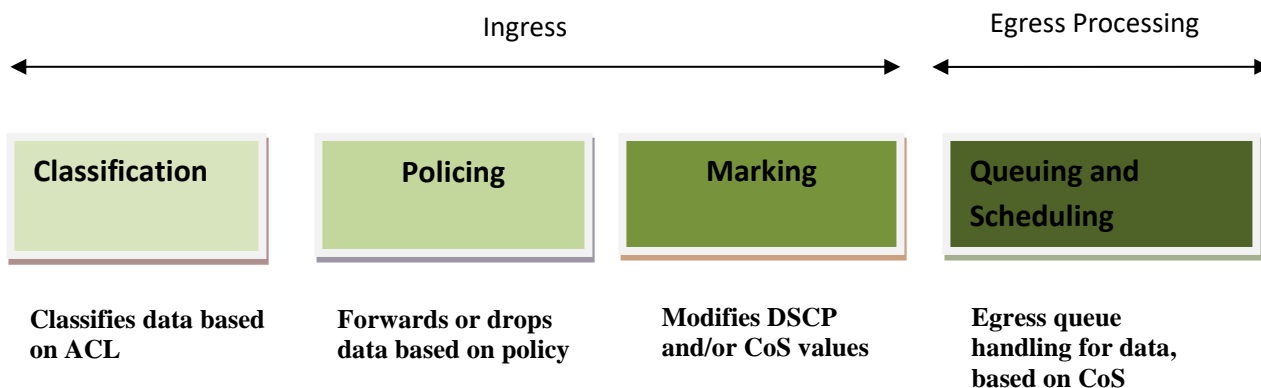 Ingress
Egress Processing
Classification
Policing
Marking
Queuing and
Scheduling
Classifies data based
on ACL
Forwards or drops
data based on policy
Modifies DSCP
and/or CoS values
Egress queue
handling for data,
based on CoS